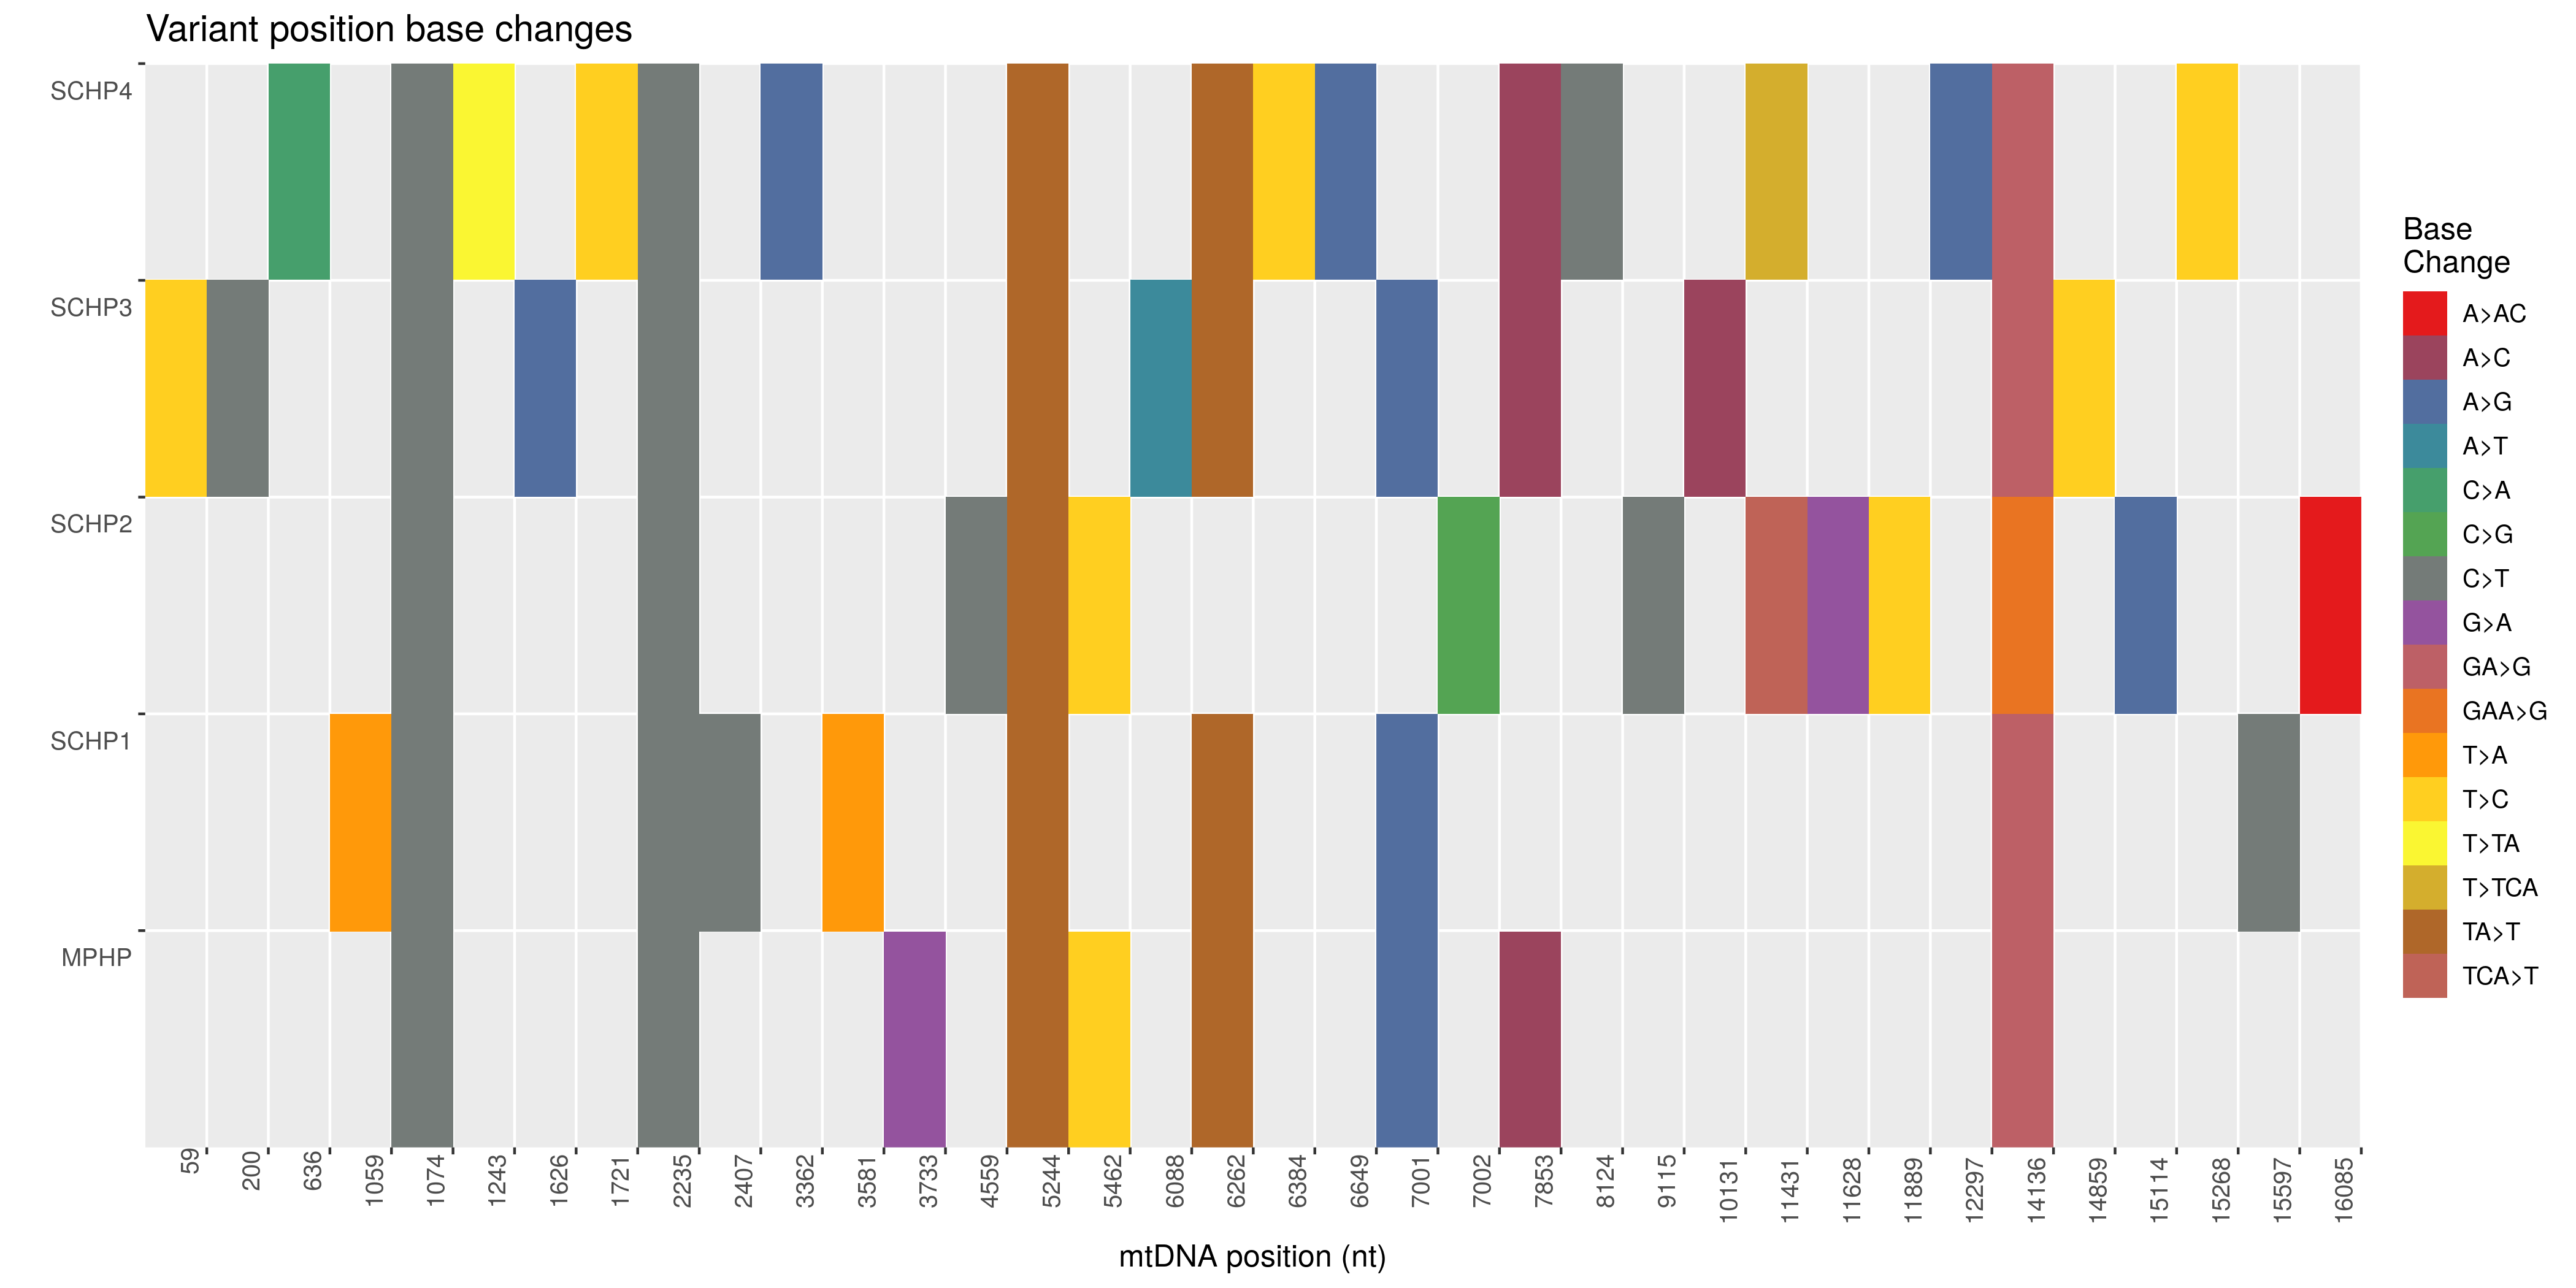 Variant position base changes
SCHP4
SCHP3
SCHP2
SCHP1
MPHP
59
200
636
1059
1074
1243
1626
1721
2235
2407
3362
3581
3733
4559
5244
5462
6088
6262
6384
6649
7001
7002
7853
8124
9115
10131
11431
11628
11889
12297
14136
14859
15114
15268
15597
16085
mtDNA position (nt)
Base
Change
A>AC
A>C
A>G
A>T
C>A
C>G
C>T
G>A
GA>G
GAA>G
T>A
T>C
T>TA
T>TCA
TA>T
TCA>T